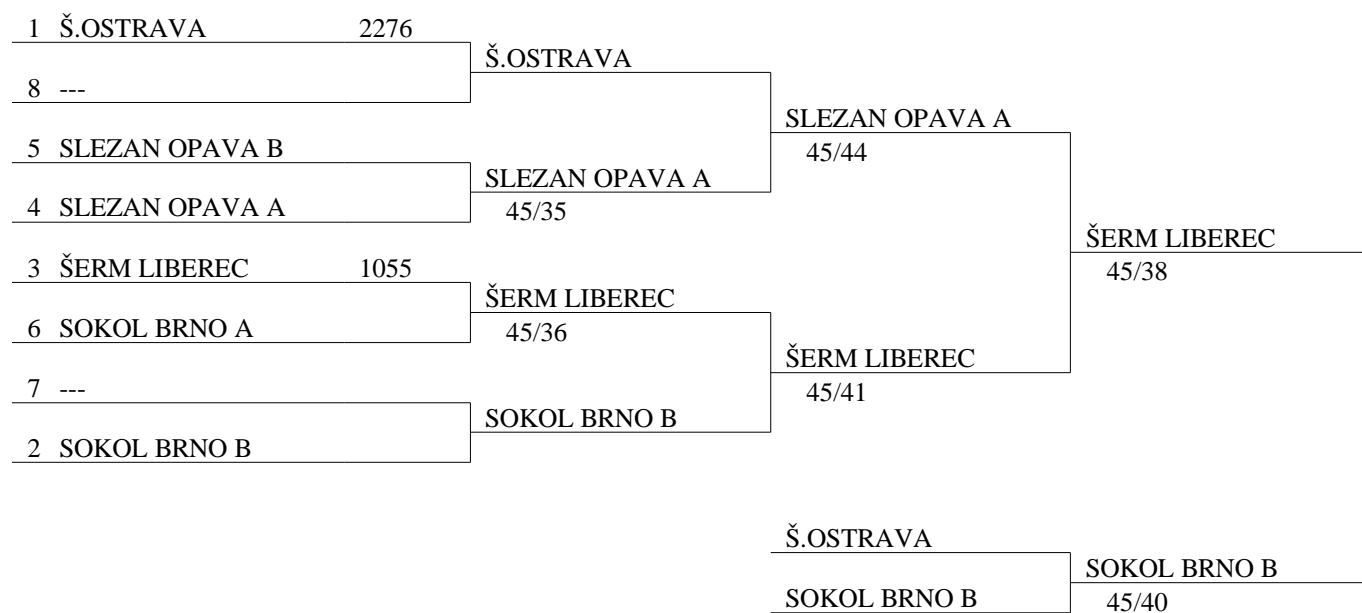 1 Š.OSTRAVA 2276
Š.OSTRAVA
8 ---
SLEZAN OPAVA A
45/44
5 SLEZAN OPAVA B
SLEZAN OPAVA A
45/35
4 SLEZAN OPAVA A
ŠERM LIBEREC
45/38
3 ŠERM LIBEREC 1055
ŠERM LIBEREC
45/36
6 SOKOL BRNO A
ŠERM LIBEREC
45/41
7 ---
SOKOL BRNO B
2 SOKOL BRNO B
Š.OSTRAVA
SOKOL BRNO B
45/40
SOKOL BRNO B